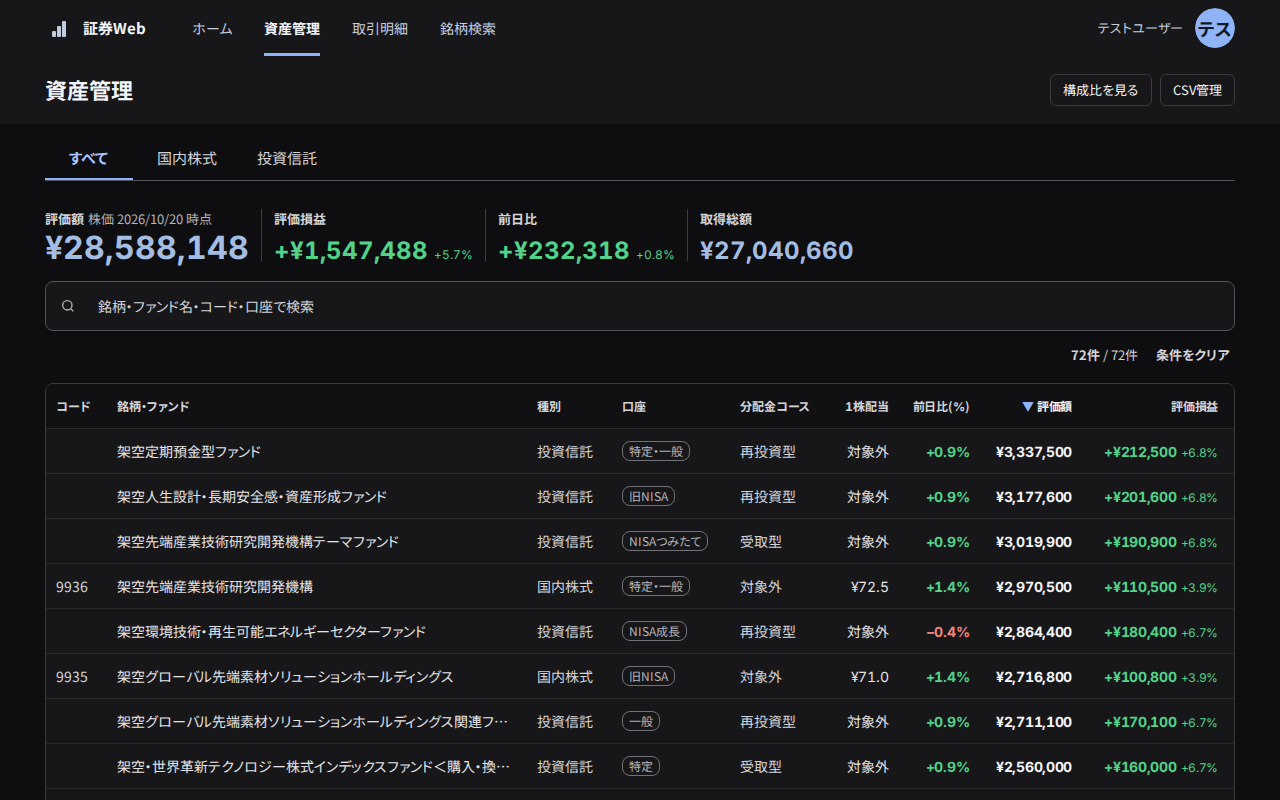 証券Web ホーム 資産管理 取引明細 銘柄検索 テストユーザー テス
資産管理 構成比を見る CSV管理
すべて 国内株式 投資信託
評価額 株価 2026/10/20 時点 評価損益 前日比 取得総額
¥28,588,148 +¥1,547,488 +5.7% +¥232,318 +0.8% ¥27,040,660
銘柄・ファンド名・コード・口座で検索
72件 / 72件 条件をクリア
コード 銘柄・ファンド 種別 口座 分配金コース 1株配当 前日比(%) ▼評価額 評価損益
架空定期預金型ファンド 投資信託 特定・一般 再投資型 対象外 +0.9% ¥3,337,500 +¥212,500 +6.8%
架空人生設計・長期安全感・資産形成ファンド 投資信託 旧NISA 再投資型 対象外 +0.9% ¥3,177,600 +¥201,600 +6.8%
架空先端産業技術研究開発機構テーマファンド 投資信託 NISAつみたて 受取型 対象外 +0.9% ¥3,019,900 +¥190,900 +6.8%
9936 架空先端産業技術研究開発機構 国内株式 特定・一般 対象外 ¥72.5 +1.4% ¥2,970,500 +¥110,500 +3.9%
架空環境技術・再生可能エネルギーセクターファンド 投資信託 NISA成長 再投資型 対象外 −0.4% ¥2,864,400 +¥180,400 +6.7%
9935 架空グローバル先端素材ソリューションホールディングス 国内株式 旧NISA 対象外 ¥71.0 +1.4% ¥2,716,800 +¥100,800 +3.9%
架空グローバル先端素材ソリューションホールディングス関連フ… 投資信託 一般 再投資型 対象外 +0.9% ¥2,711,100 +¥170,100 +6.7%
架空・世界革新テクノロジー株式インデックスファンド＜購入・換… 投資信託 特定 受取型 対象外 +0.9% ¥2,560,000 +¥160,000 +6.7%